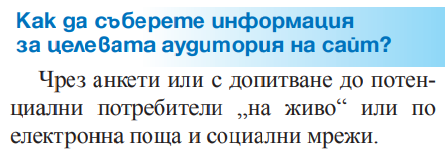 Как да съберете информация
за целевата аудитория на сайт?
Чрез анкети или с допитване до потен-
циални потребители „на живо“ или по
електронна поща и социални мрежи.